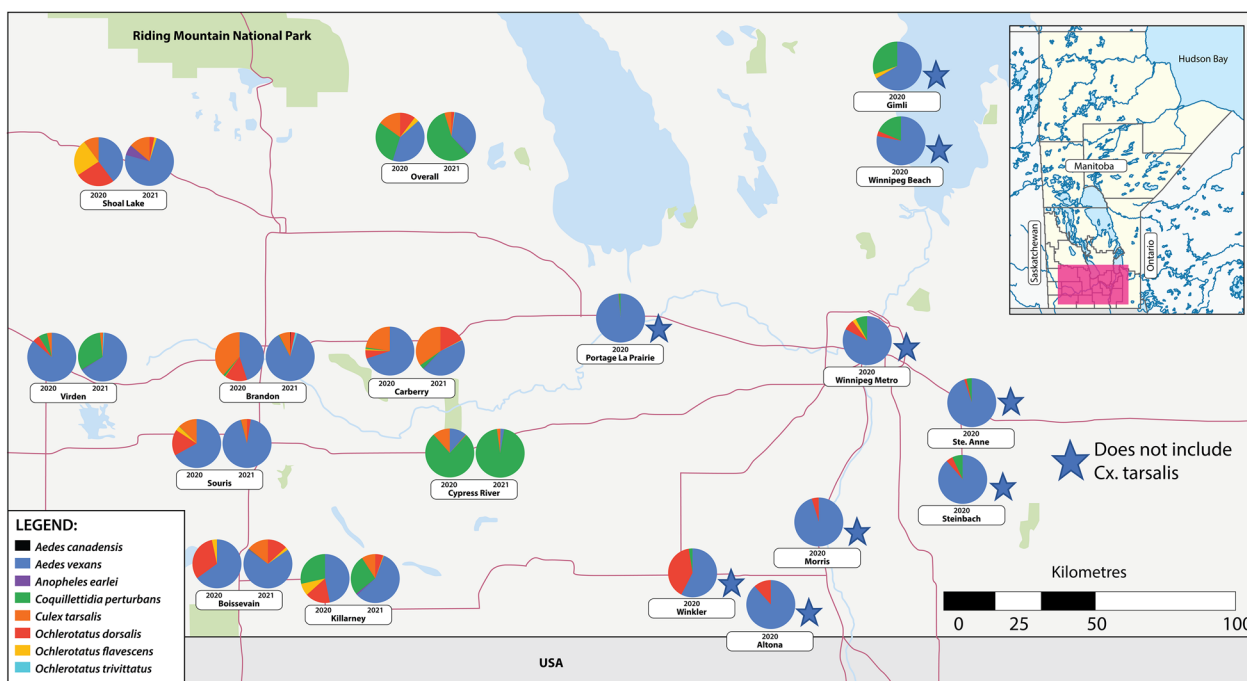 Riding Mountain National Park
Hudson Bay
Manitoba
Saskatchewan
Ontario
2020
Gimli
2020
Winnipeg Beach
2020 2021
Overall
2020 2021
Shoal Lake
2020
Portage La Prairie
2020
Winnipeg Metro
2020 2021
Virden
2020 2021
Brandon
2020 2021
Carberry
2020
Ste. Anne
2020 2021
Souris
2020 2021
Cypress River
Does not include
Cx. tarsalis
2020
Steinbach
2020
Morris
2020 2021
Boissevain
2020 2021
Killarney
2020
Winkler
2020
Altona
LEGEND:
Aedes canadensis
Aedes vexans
Anopheles earlei
Coquillettidia perturbans
Culex tarsalis
Ochlerotatus dorsalis
Ochlerotatus flavescens
Ochlerotatus trivittatus
Kilometres
0 25 50 100
USA